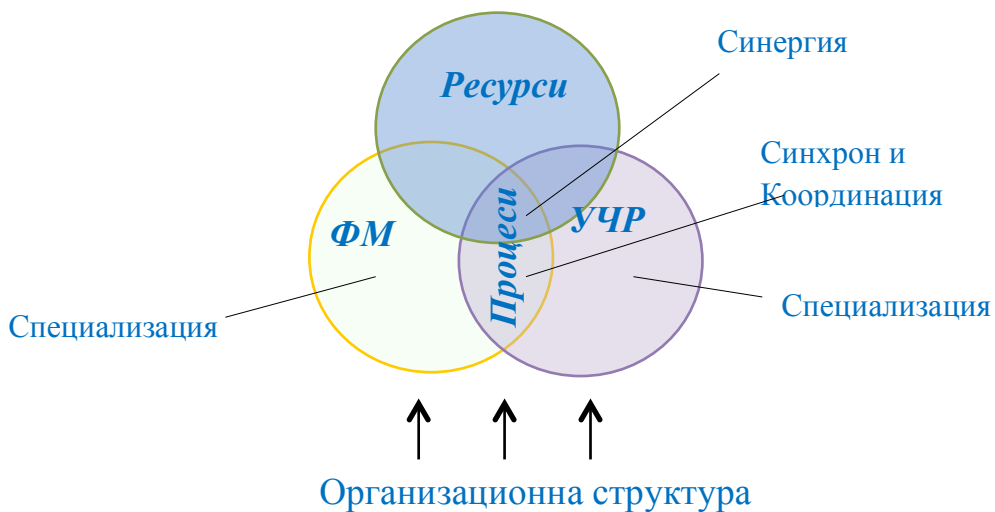 Синергия
Ресурси
Синхрон и
Координация
ФМ
Процеси
УЧР
Специализация
Специализация
Организационна структура